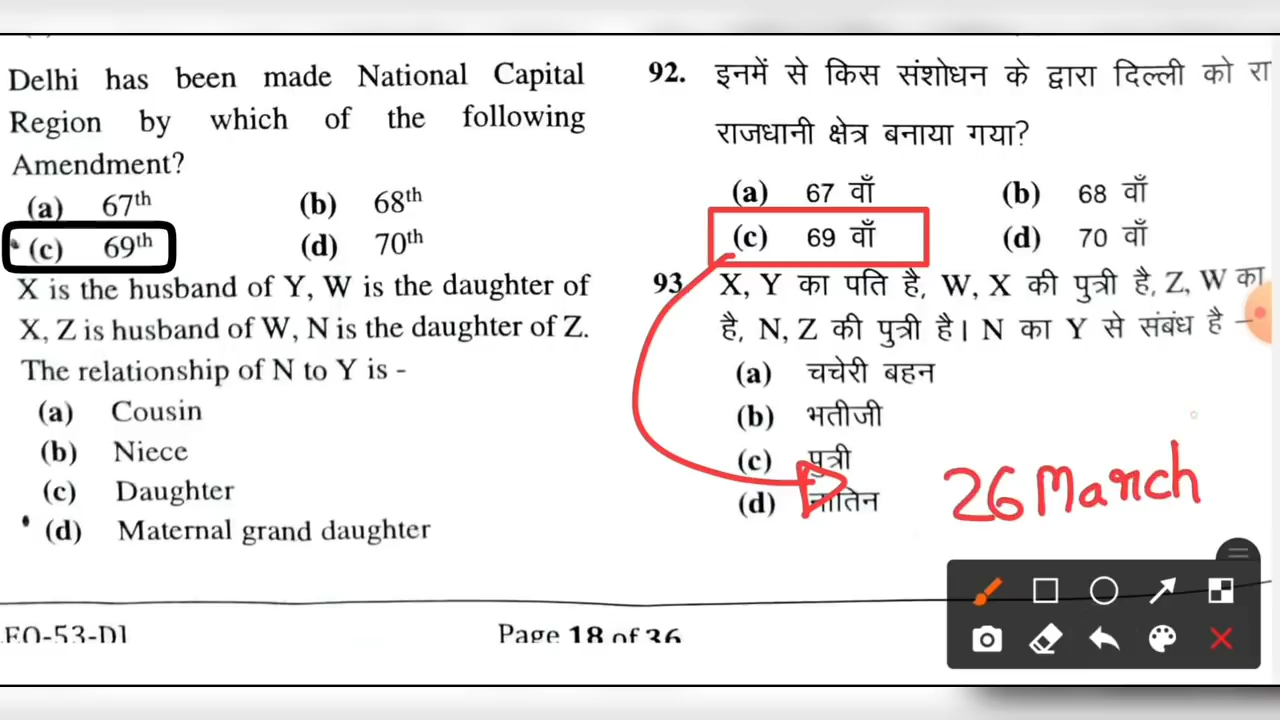 Delhi has been made National Capital
Region by which of the following
Amendment?
(a) 67th (b) 68th
(c) 69th (d) 70th
X is the husband of Y, W is the daughter of
X, Z is husband of W, N is the daughter of Z.
The relationship of N to Y is -
(a) Cousin
(b) Niece
(c) Daughter
(d) Maternal grand daughter
92. इनमें से किस संशोधन के द्वारा दिल्ली को रा
राजधानी क्षेत्र बनाया गया?
(a) 67 वाँ (b) 68 वाँ
(c) 69 वाँ (d) 70 वाँ
93 X, Y का पति है, W, X की पुत्री है, Z, W का
है, N, Z की पुत्री है। N का Y से संबंध है –
(a) चचेरी बहन
(b) भतीजी
(c) पुत्री
(d) नातिन
26 March
Page 18 of 36